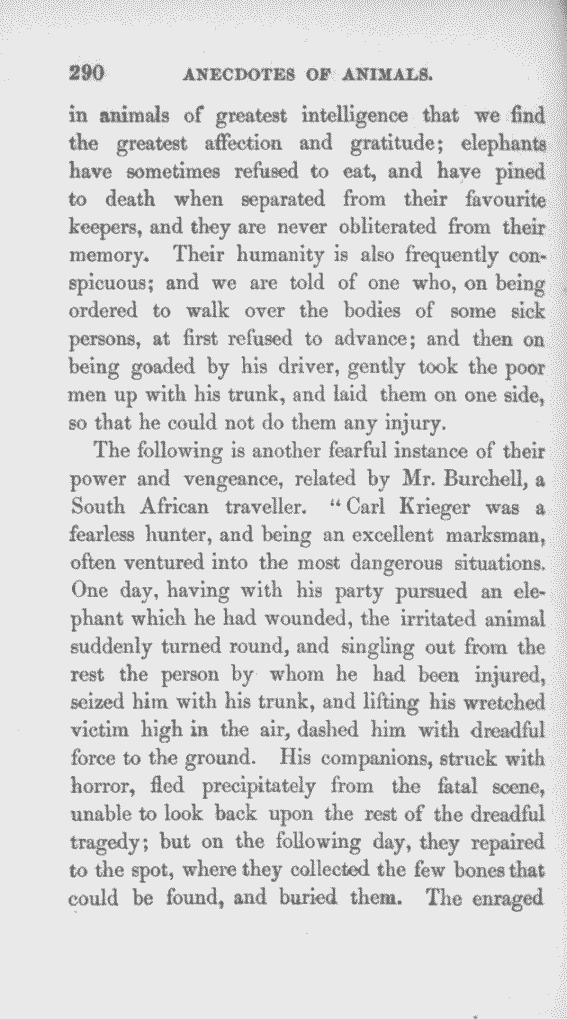 290 ANECDOTES OF ANIMALS.
in animals of greatest intelligence that we find
the greatest affection and gratitude; elephants
have sometimes refused to eat, and have pined
to death when separated from their favourite
keepers, and they are never obliterated from their
memory. Their humanity is also frequently con-
spicuous; and we are told of one who, on being
ordered to walk over the bodies of some sick
persons, at first refused to advance; and then on
being goaded by his driver, gently took the poor
men up with his trunk, and laid them on one side,
so that he could not do them any injury.
The following is another fearful instance of their
power and vengeance, related by Mr. Burchell, a
South African traveller. “Carl Krieger was a
fearless hunter, and being an excellent marksman,
often ventured into the most dangerous situations.
One day, having with his party pursued an ele-
phant which he had wounded, the irritated animal
suddenly turned round, and singling out from the
rest the person by whom he had been injured,
seized him with his trunk, and lifting his wretched
victim high in the air, dashed him with dreadful
force to the ground. His companions, struck with
horror, fled precipitately from the fatal scene,
unable to look back upon the rest of the dreadful
tragedy; but on the following day, they repaired
to the spot, where they collected the few bones that
could be found, and buried them. The enraged